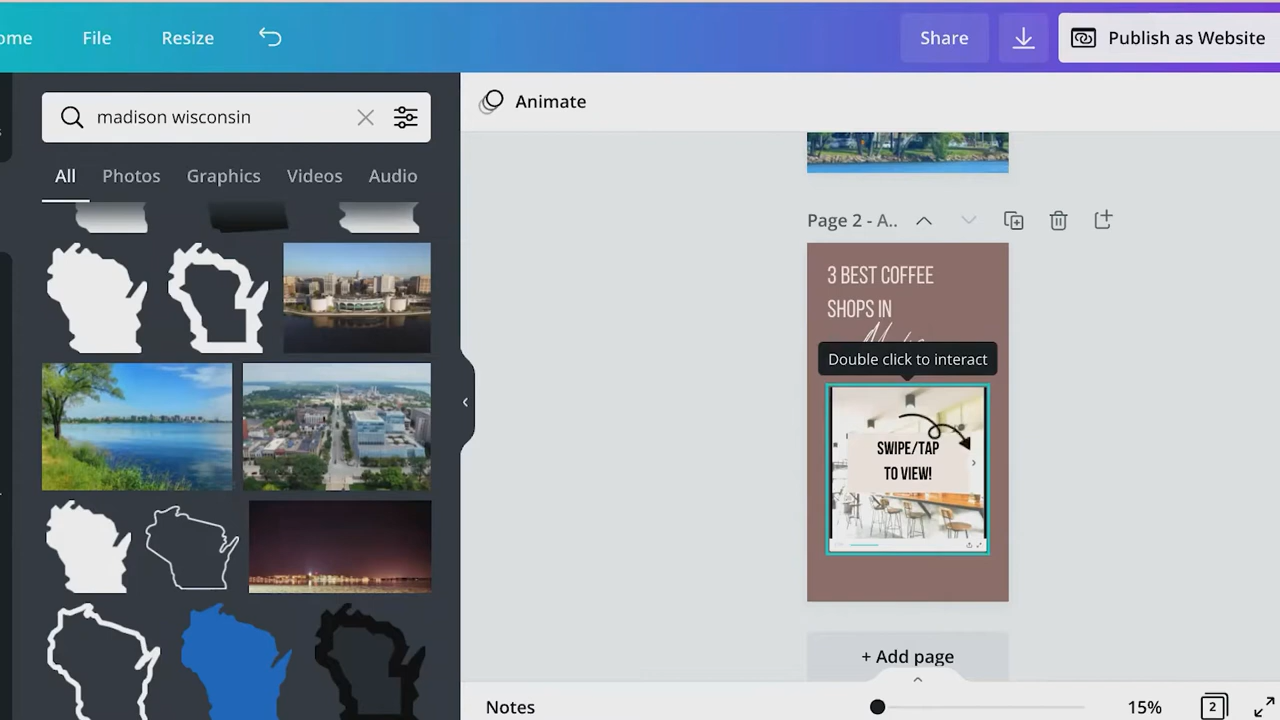 ome File Resize Share Publish as Website
madison wisconsin
Animate
All Photos Graphics Videos Audio
Page 2 - A..
3 BEST COFFEE
SHOPS IN
Double click to interact
SWIPE/TAP
TO VIEW!
+ Add page
Notes 15% 2